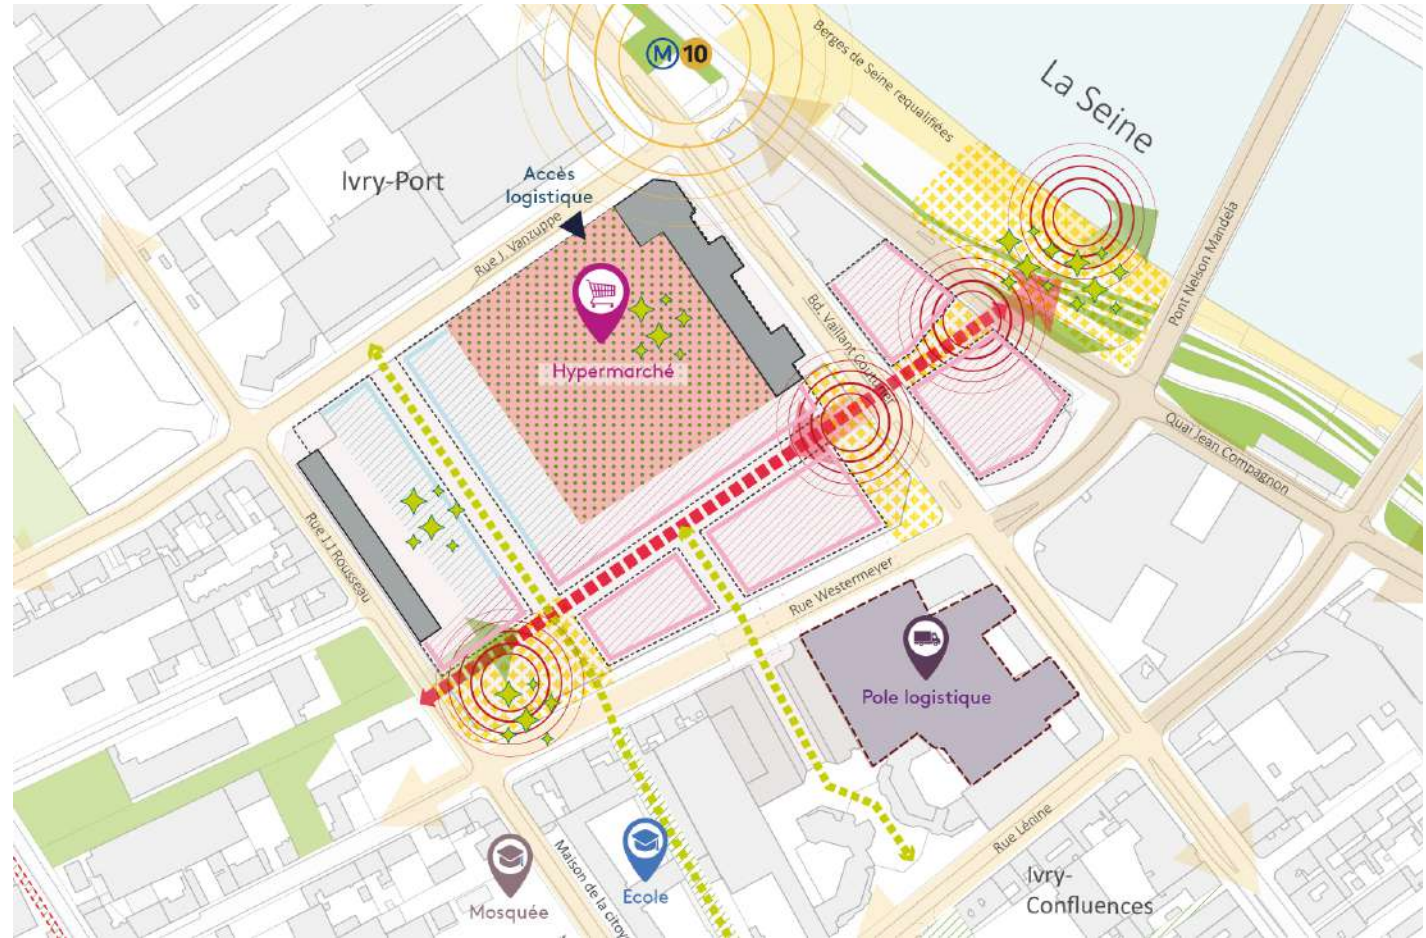 M 10
Berges de Seine requalifiées
La Seine
Ivry-Port
Accès
logistique
Rue J. Vanzuppe
Pont Nelson Mandela
Hypermarché
Bd. Vaillant Couturier
Quai Jean Compagnon
Rue J.J Rousseau
Rue Westermeyer
Pole logistique
Rue Lénine
Maison de la citoy
Ecole
Mosquée
Ivry-
Confluences